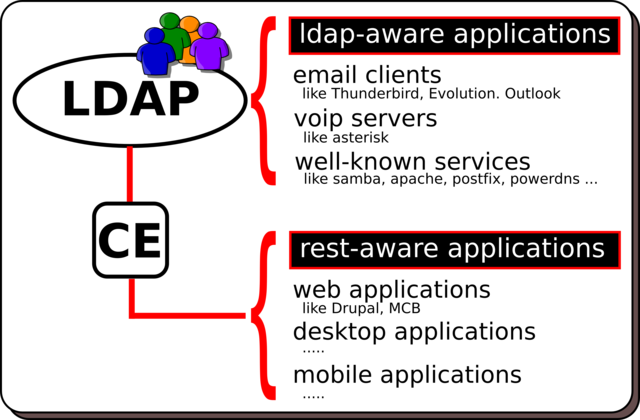 LDAP
ldap-aware applications
email clients
like Thunderbird, Evolution. Outlook
voip servers
like asterisk
well-known services
like samba, apache, postfix, powerdns ...
CE
rest-aware applications
web applications
like Drupal, MCB
desktop applications
.....
mobile applications
.....